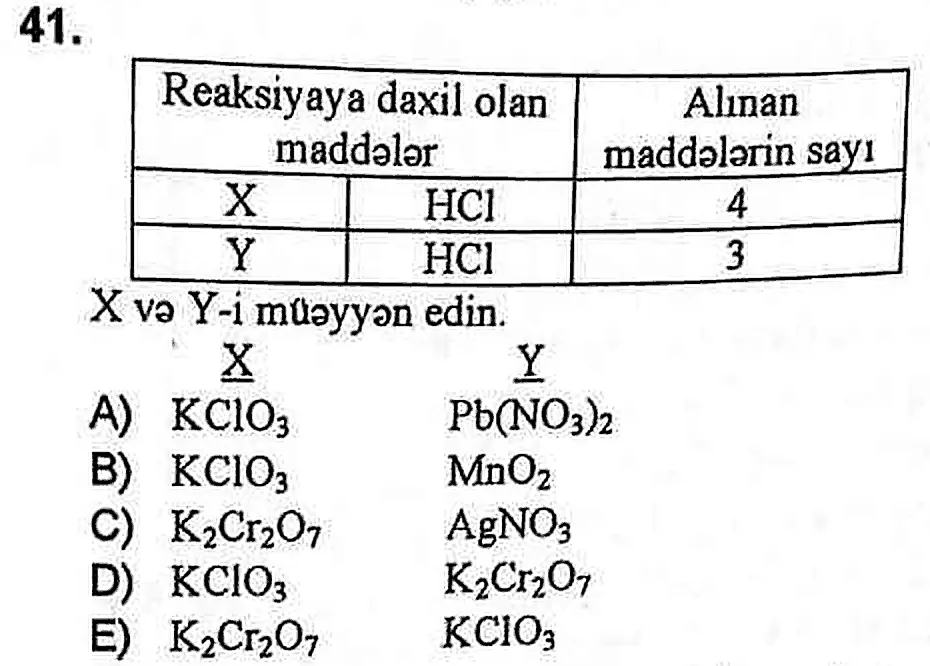 41.
Reaksiyaya daxil olan maddələr | Alınan maddələrin sayı
X | HCl | 4
Y | HCl | 3
X və Y-i müəyyən edin.
X Y
A) KClO₃ Pb(NO₃)₂
B) KClO₃ MnO₂
C) K₂Cr₂O₇ AgNO₃
D) KClO₃ K₂Cr₂O₇
E) K₂Cr₂O₇ KClO₃